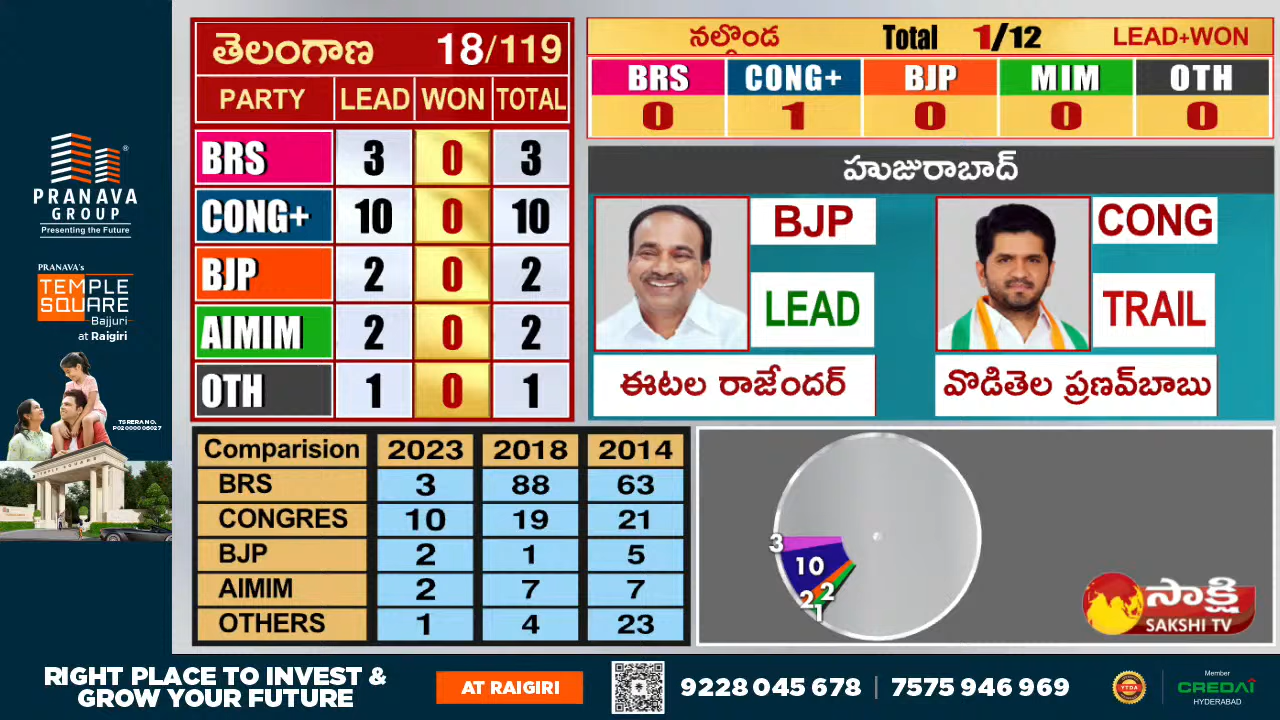 PRANAVA
GROUP
Presenting the Future
PRANAVA's
TEMPLE
SQUARE
Bajjuri
at Raigiri
TS RERA NO.
P02000005027
తెలంగాణ 18/119
PARTY LEAD WON TOTAL
BRS 3 0 3
CONG+ 10 0 10
BJP 2 0 2
AIMIM 2 0 2
OTH 1 0 1
నల్గొండ Total 1/12 LEAD+WON
BRS CONG+ BJP MIM OTH
0 1 0 0 0
హుజురాబాద్
BJP
LEAD
ఈటల రాజేందర్
CONG
TRAIL
వొడితెల ప్రణవ్‌బాబు
Comparision 2023 2018 2014
BRS 3 88 63
CONGRES 10 19 21
BJP 2 1 5
AIMIM 2 7 7
OTHERS 1 4 23
3
10
2
2
1
సాక్షి
SAKSHI TV
RIGHT PLACE TO INVEST &
GROW YOUR FUTURE
AT RAIGIRI
9228 045 678 | 7575 946 969
YTDA
Member
CREDAI
HYDERABAD